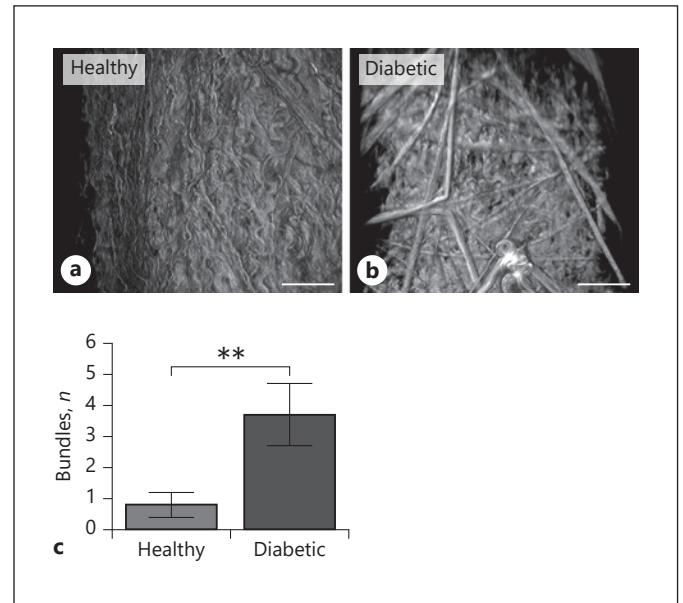 Healthy
Diabetic
a
b
6
5
4
3
2
1
0
Bundles, n
**
Healthy
Diabetic
c